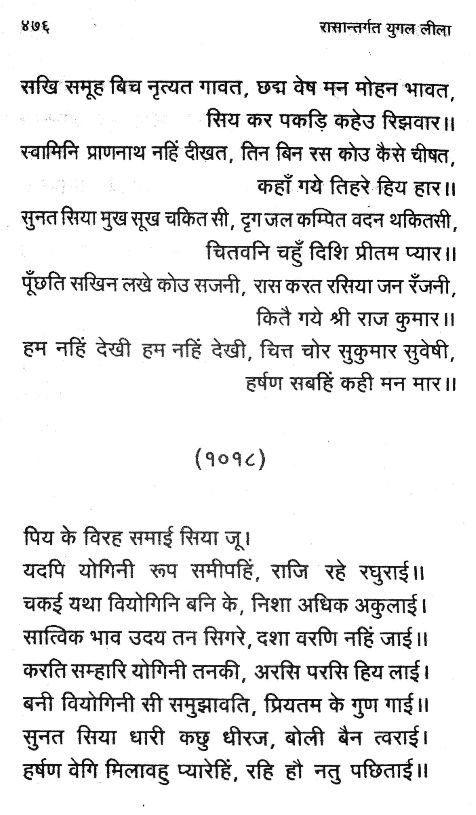 ४७६ रासान्तर्गत युगल लीला
सखि समूह बिच नृत्यत गावत, छद्म वेष मन मोहन भावत,
सिय कर पकड़ि कहेउ रिझवार॥
स्वामिनि प्राणनाथ नहिं दीखत, तिन बिन रस कोउ कैसे चीषत,
कहाँ गये तिहरे हिय हार॥
सुनत सिया मुख सूख चकित सी, दृग जल कम्पित वदन थकितसी,
चितवनि चहुँ दिशि प्रीतम प्यार॥
पूँछति सखिन लखे कोउ सजनी, रास करत रसिया जन रँजनी,
कितै गये श्री राज कुमार॥
हम नहिं देखी हम नहिं देखी, चित्त चोर सुकुमार सुवेषी,
हर्षण सबहिं कही मन मार॥
(१०१८)
पिय के विरह समाई सिया जू।
यदपि योगिनी रूप समीपहिं, राजि रहे रघुराई॥
चकई यथा वियोगिनि बनि के, निशा अधिक अकुलाई।
सात्विक भाव उदय तन सिगरे, दशा वरणि नहिं जाई॥
करति सम्हारि योगिनी तनकी, अरसि परसि हिय लाई।
बनी वियोगिनी सी समुझावति, प्रियतम के गुण गाई॥
सुनत सिया धारी कछु धीरज, बोली बैन त्वराई।
हर्षण वेगि मिलावहु प्यारेहिं, रहि हौ नतु पछिताई॥